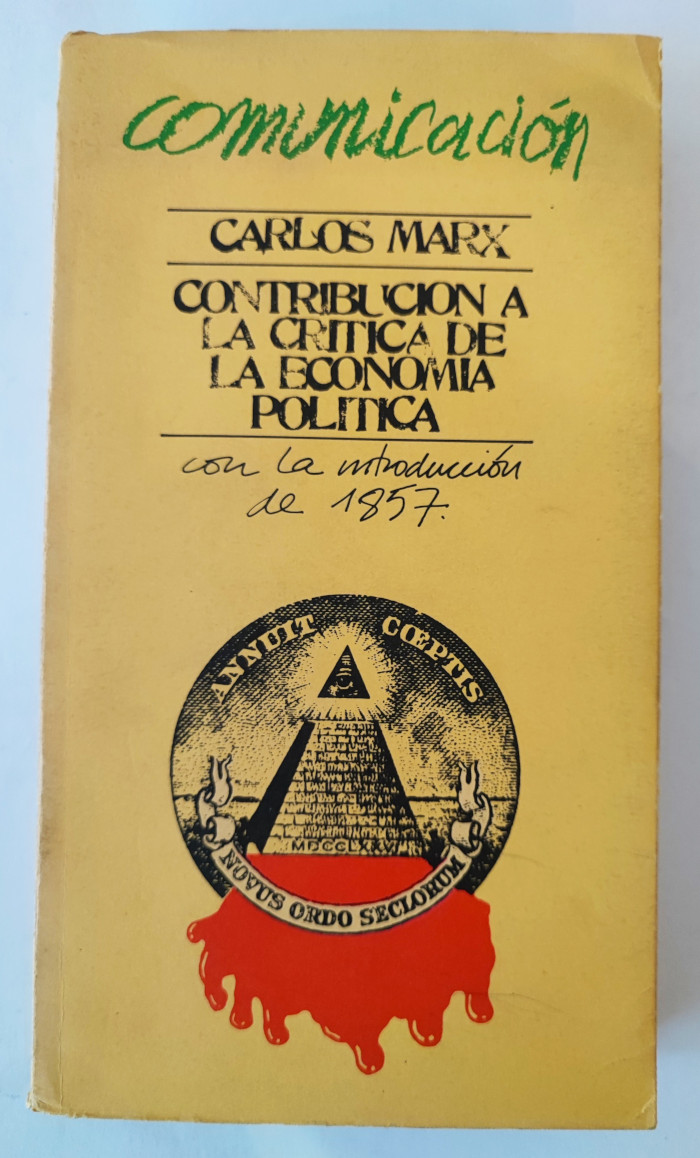 comunicación
CARLOS MARX
CONTRIBUCION A
LA CRITICA DE
LA ECONOMIA
POLITICA
con la introducción
de 1857.
ANNUIT CŒPTIS
MDCCLXXVI
NOVUS ORDO SECLORUM